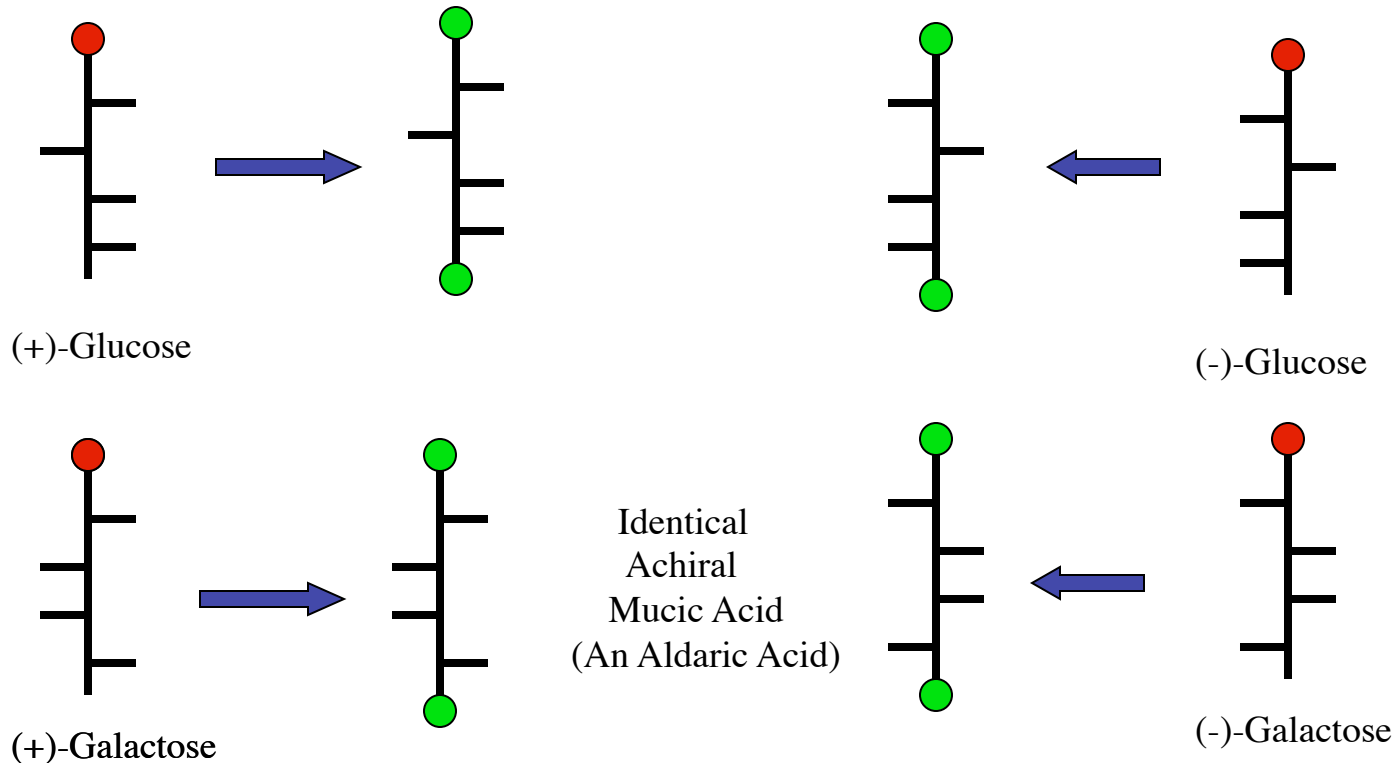 (+)-Glucose
(-)-Glucose
Identical
Achiral
Mucic Acid
(An Aldaric Acid)
(+)-Galactose
(-)-Galactose